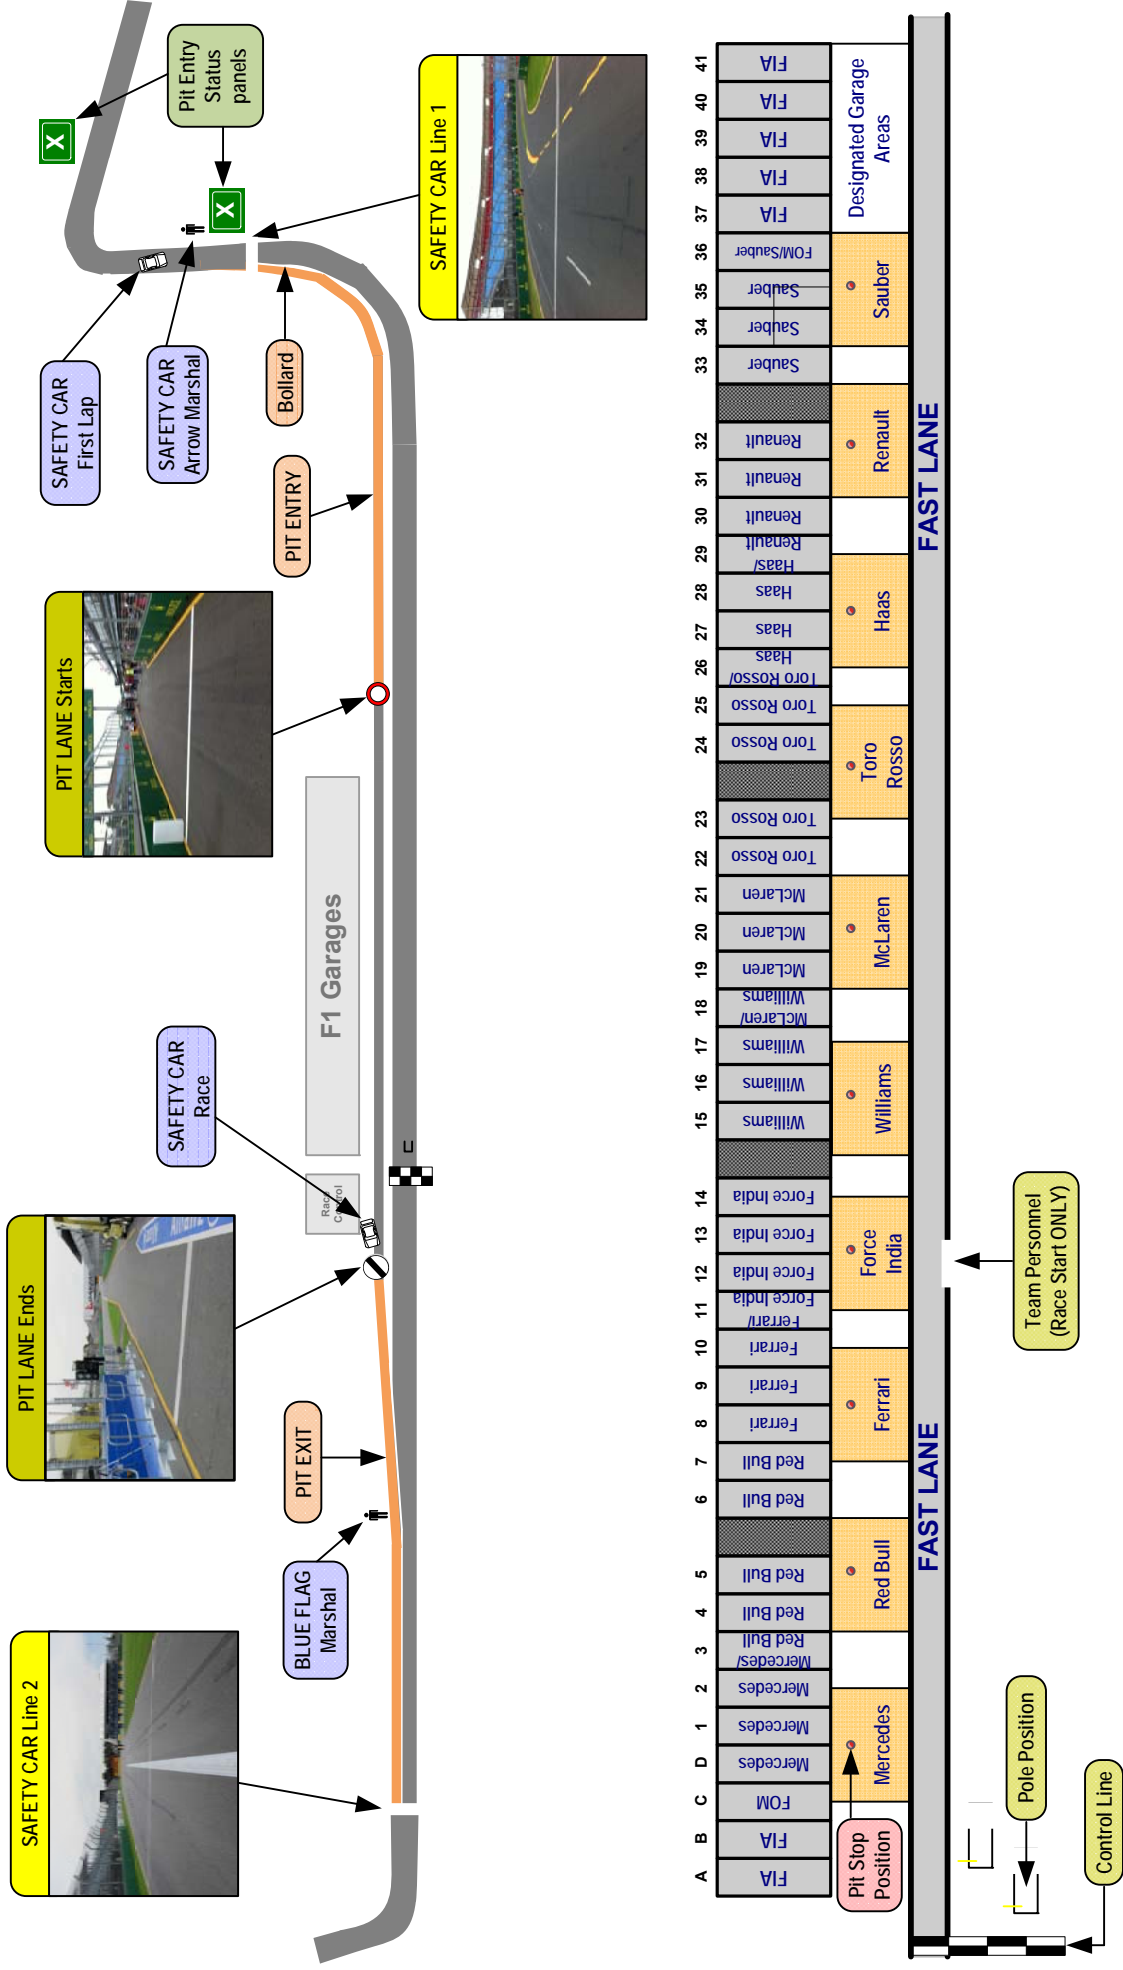 SAFETY CAR Line 2
PIT LANE Ends
PIT LANE Starts
SAFETY CAR
First Lap
Pit Entry
Status
panels
X
X
SAFETY CAR
Arrow Marshal
SAFETY CAR
Race
BLUE FLAG
Marshal
PIT EXIT
PIT ENTRY
Bollard
Race
Control
F1 Garages
SAFETY CAR Line 1
A
B
C
D
1
2
3
4
5
6
7
8
9
10
11
12
13
14
15
16
17
18
19
20
21
22
23
24
25
26
27
28
29
30
31
32
33
34
35
36
37
38
39
40
41
FIA
FIA
FOM
Mercedes
Mercedes
Mercedes
Mercedes/
Red Bull
Red Bull
Red Bull
Red Bull
Red Bull
Ferrari
Ferrari
Ferrari
Ferrari/
Force India
Force India
Force India
Force India
Williams
Williams
Williams
McLaren/
Williams
McLaren
McLaren
McLaren
Toro Rosso
Toro Rosso
Toro Rosso
Toro Rosso
Toro Rosso/
Haas
Haas
Haas
Haas/
Renault
Renault
Renault
Renault
Sauber
Sauber
Sauber
FOM/Sauber
FIA
FIA
FIA
FIA
FIA
Pit Stop
Position
Mercedes
Red Bull
Ferrari
Force
India
Williams
McLaren
Toro
Rosso
Haas
Renault
Sauber
Designated Garage
Areas
FAST LANE
FAST LANE
Pole Position
Team Personnel
(Race Start ONLY)
Control Line